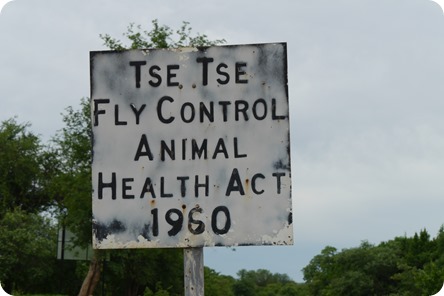 TSE TSE
FLY CONTROL
ANIMAL
HEALTH ACT
1960